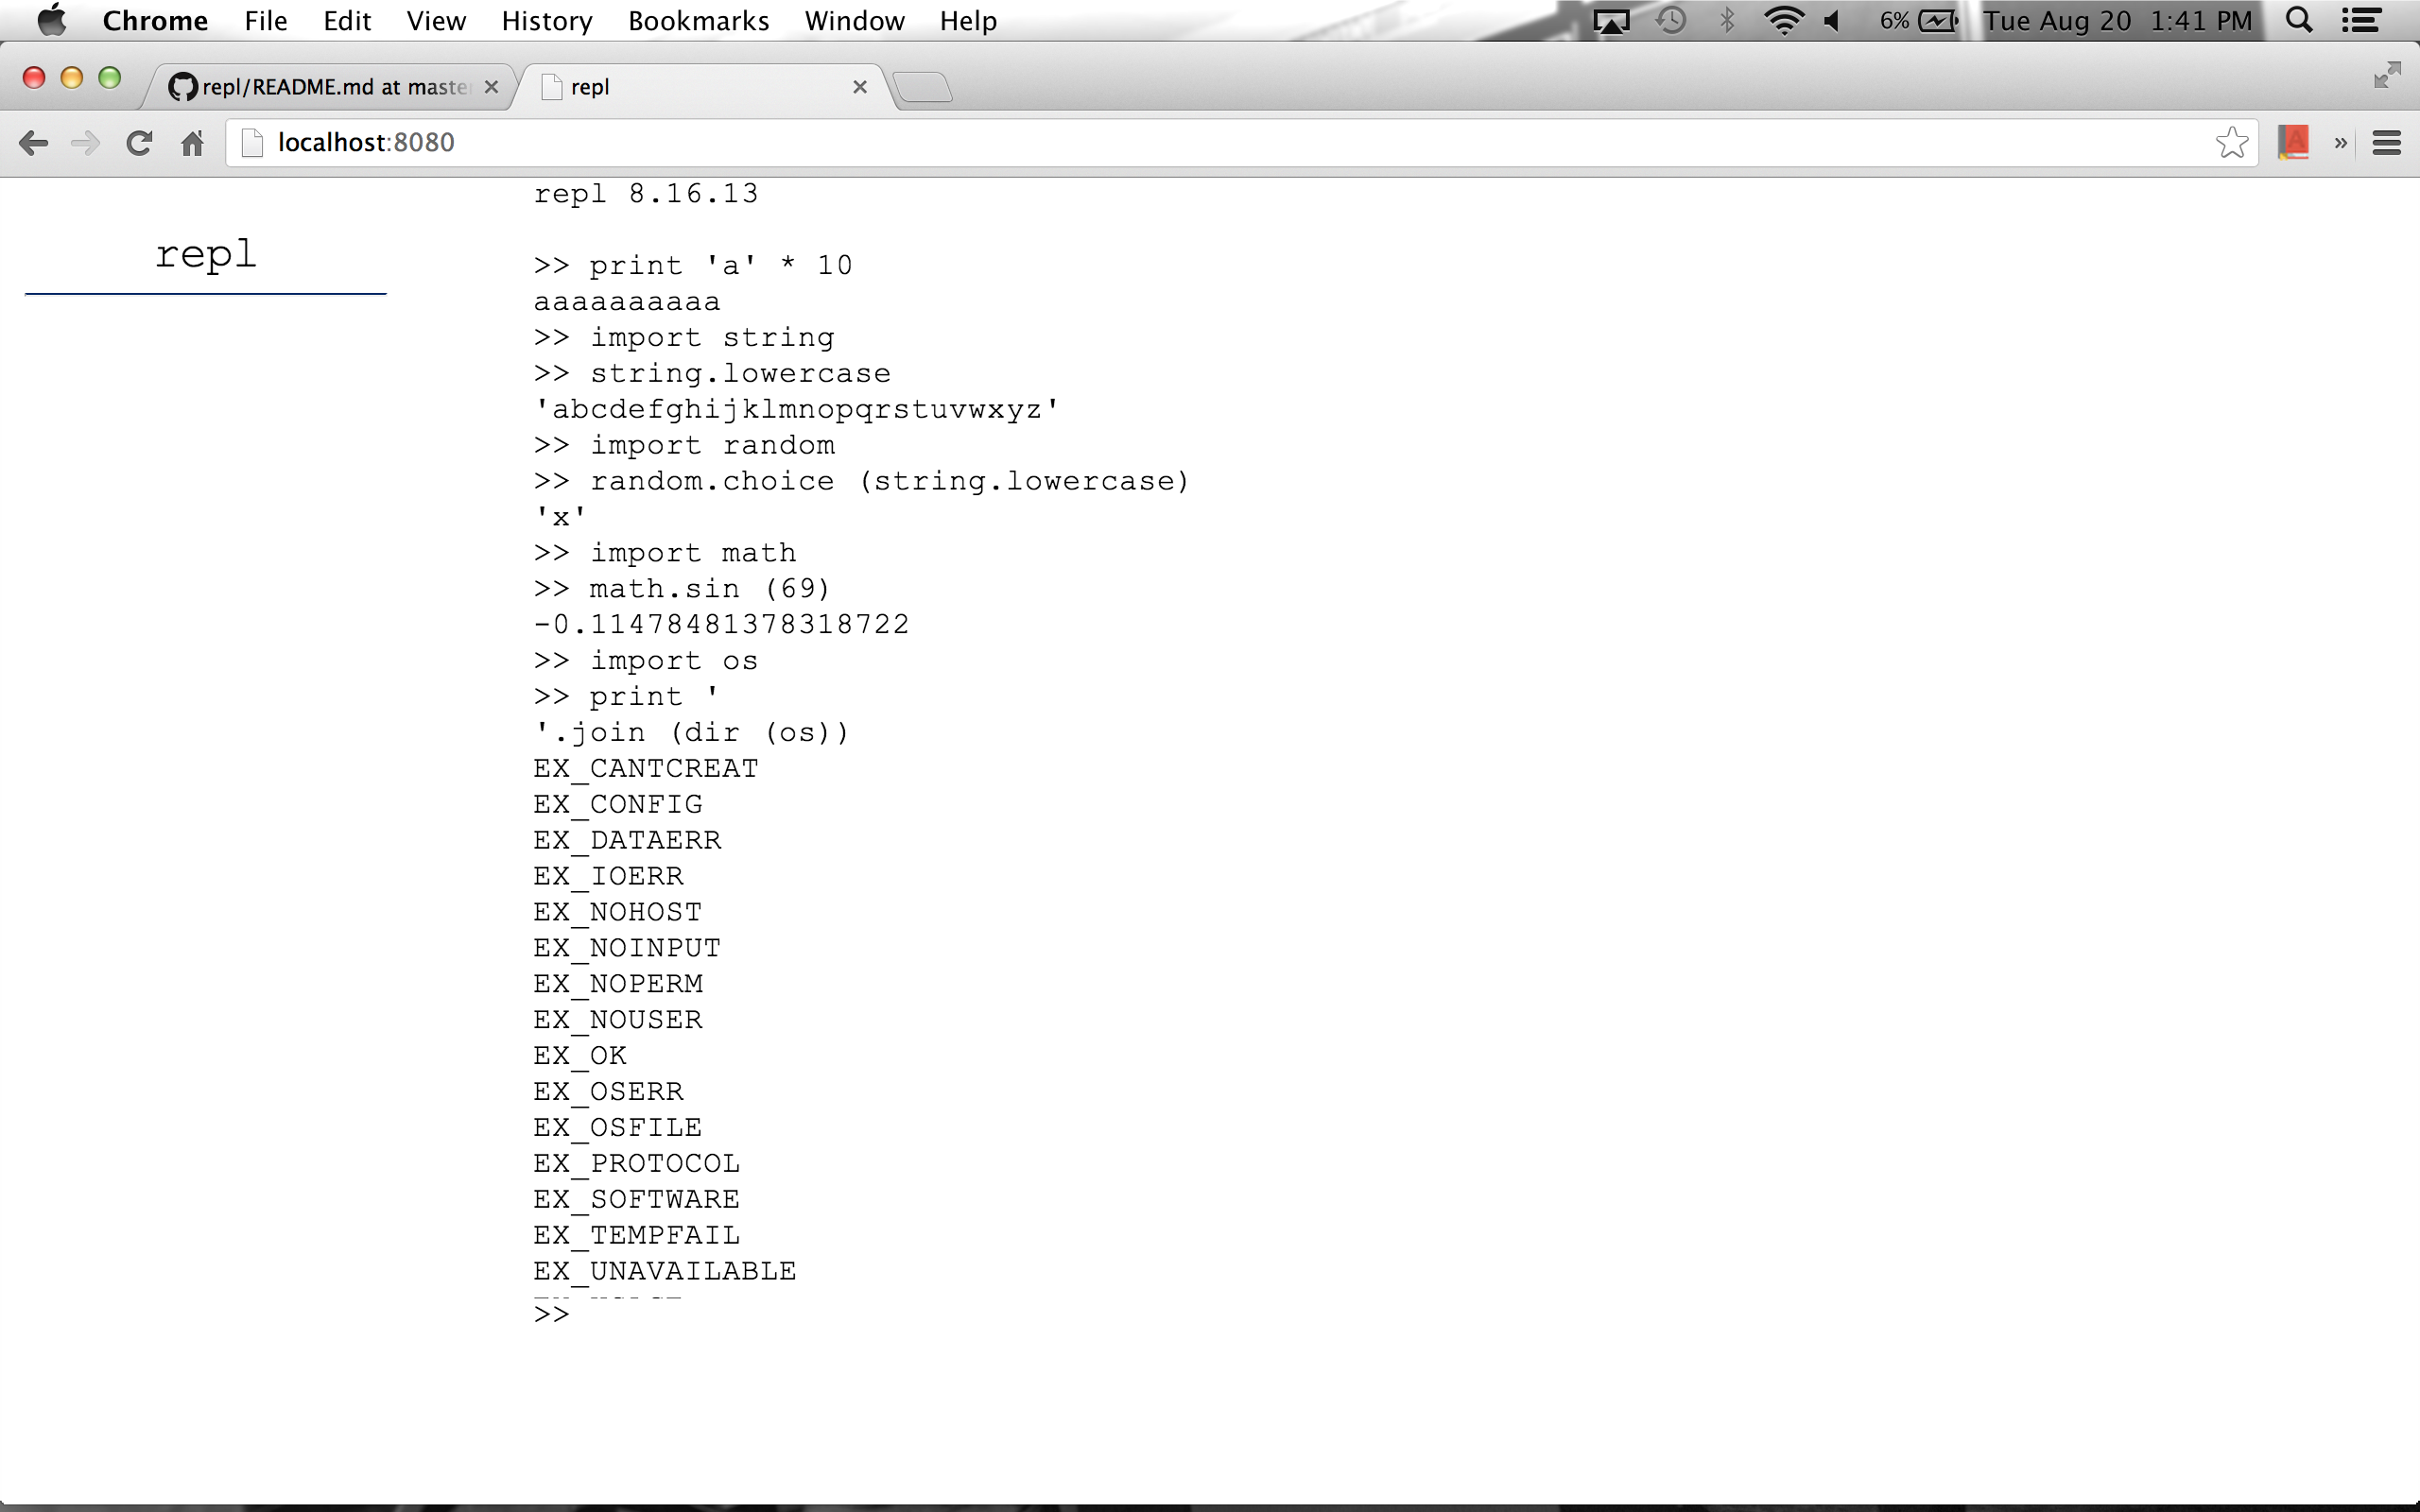 Chrome File Edit View History Bookmarks Window Help 6% Tue Aug 20 1:41 PM
repl/README.md at maste repl
localhost:8080
repl
repl 8.16.13
>> print 'a' * 10
aaaaaaaaaa
>> import string
>> string.lowercase
'abcdefghijklmnopqrstuvwxyz'
>> import random
>> random.choice (string.lowercase)
'x'
>> import math
>> math.sin (69)
-0.11478481378318722
>> import os
>> print '
'.join (dir (os))
EX_CANTCREAT
EX_CONFIG
EX_DATAERR
EX_IOERR
EX_NOHOST
EX_NOINPUT
EX_NOPERM
EX_NOUSER
EX_OK
EX_OSERR
EX_OSFILE
EX_PROTOCOL
EX_SOFTWARE
EX_TEMPFAIL
EX_UNAVAILABLE
>>